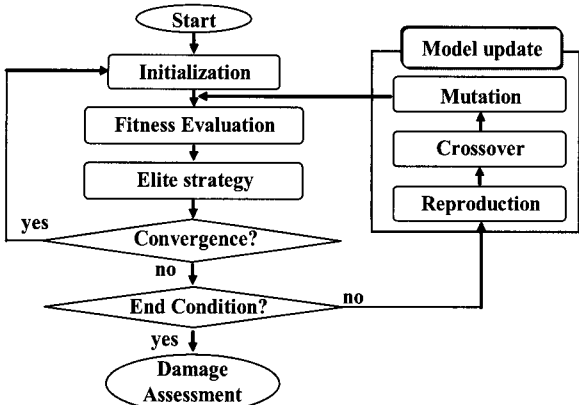 Start
Initialization
Fitness Evaluation
Elite strategy
yes
Convergence?
no
End Condition?
no
yes
Damage
Assessment
Model update
Mutation
Crossover
Reproduction